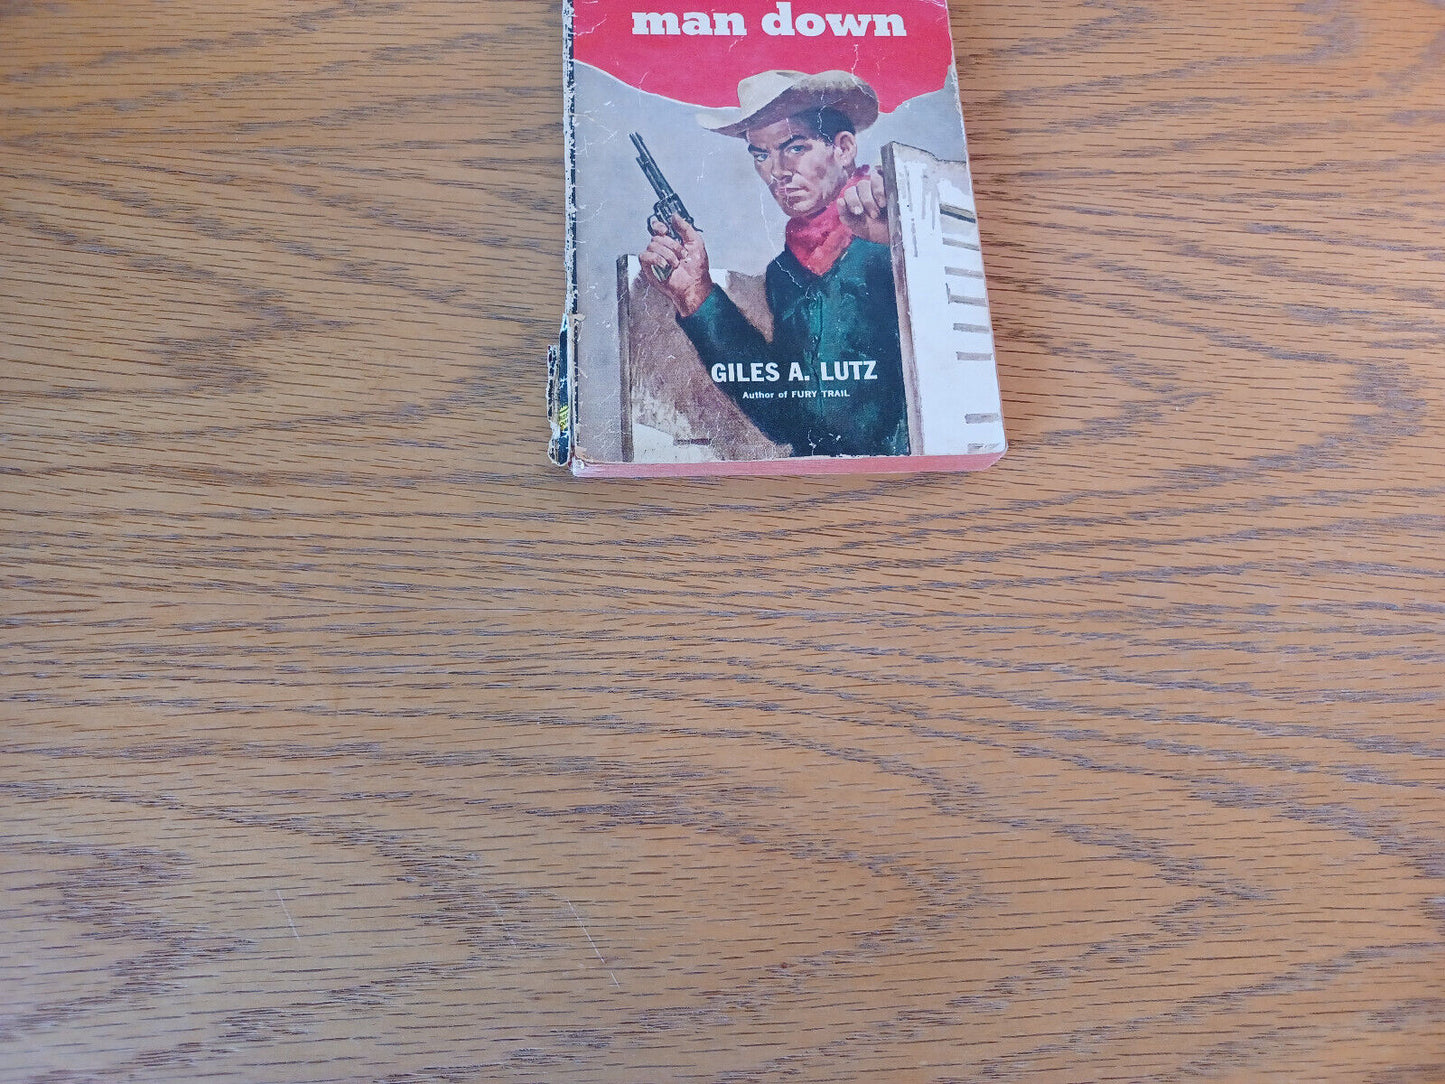 man down
GILES A. LUTZ
Author of FURY TRAIL